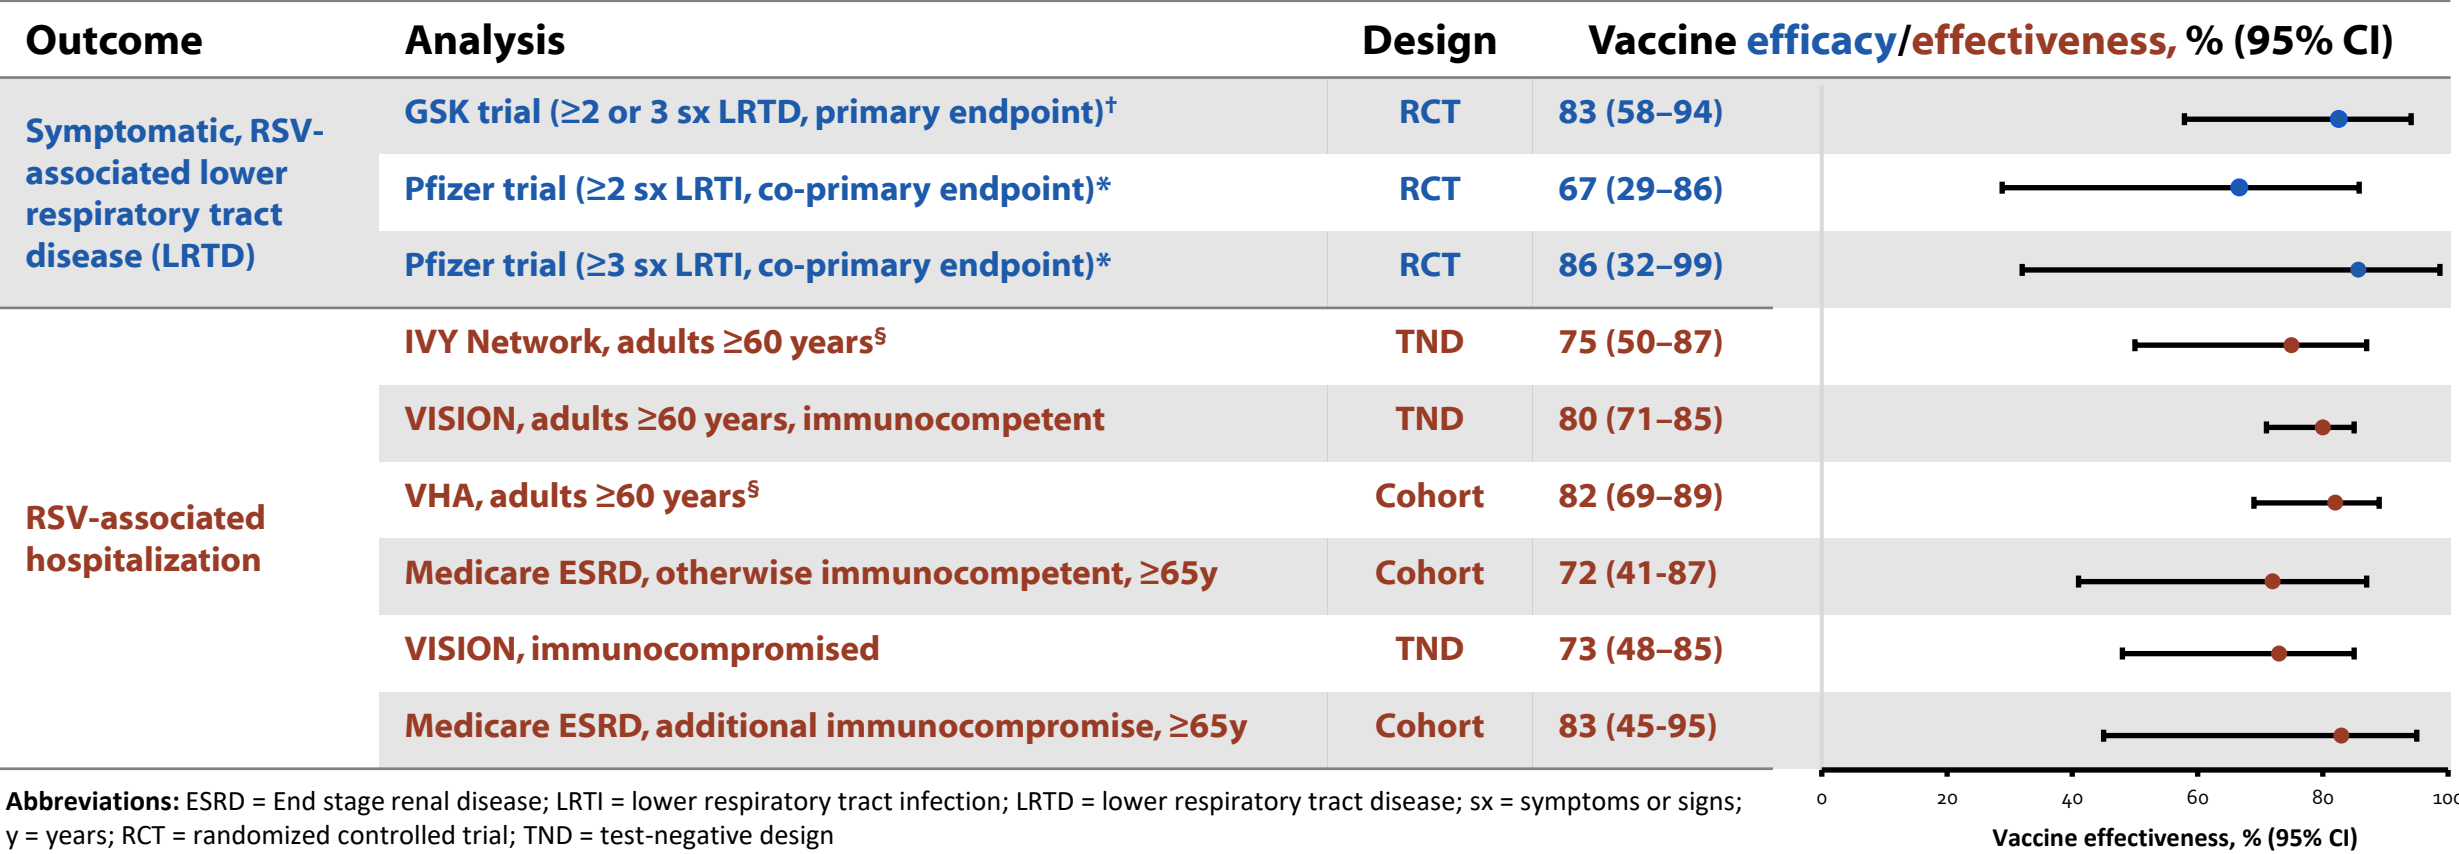 Outcome Analysis Design Vaccine efficacy/effectiveness, % (95% CI)
Symptomatic, RSV-
associated lower
respiratory tract
disease (LRTD)
GSK trial (≥2 or 3 sx LRTD, primary endpoint)† RCT 83 (58–94)
Pfizer trial (≥2 sx LRTI, co-primary endpoint)* RCT 67 (29–86)
Pfizer trial (≥3 sx LRTI, co-primary endpoint)* RCT 86 (32–99)
RSV-associated
hospitalization
IVY Network, adults ≥60 years§ TND 75 (50–87)
VISION, adults ≥60 years, immunocompetent TND 80 (71–85)
VHA, adults ≥60 years§ Cohort 82 (69–89)
Medicare ESRD, otherwise immunocompetent, ≥65y Cohort 72 (41-87)
VISION, immunocompromised TND 73 (48–85)
Medicare ESRD, additional immunocompromise, ≥65y Cohort 83 (45-95)
0 20 40 60 80 100
Vaccine effectiveness, % (95% CI)
Abbreviations: ESRD = End stage renal disease; LRTI = lower respiratory tract infection; LRTD = lower respiratory tract disease; sx = symptoms or signs;
y = years; RCT = randomized controlled trial; TND = test-negative design